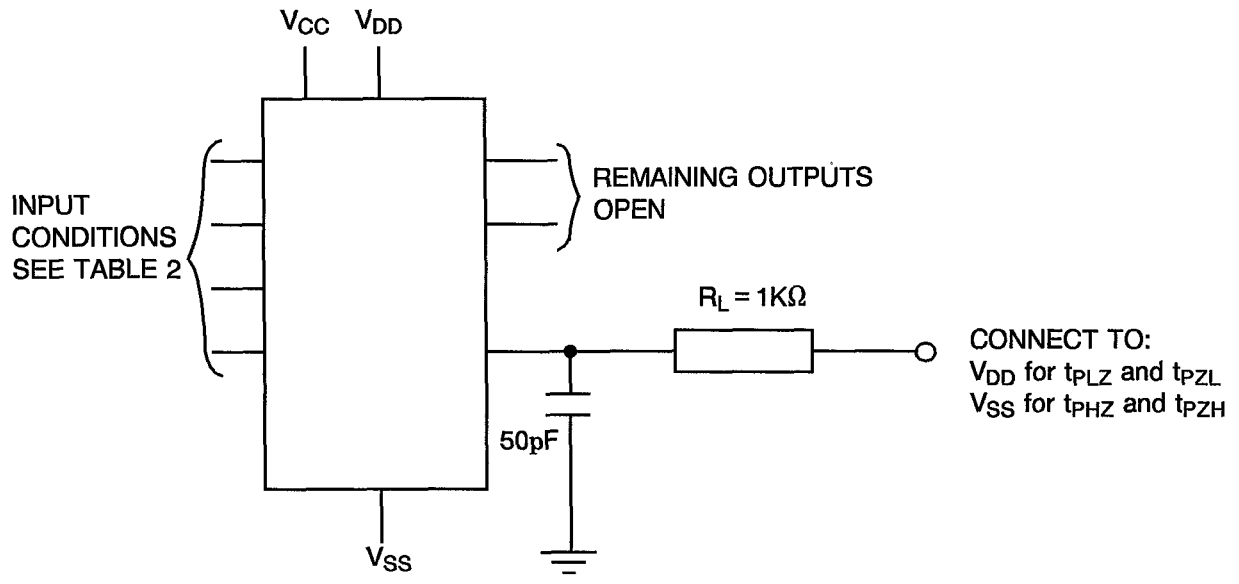 VCC VDD
INPUT
CONDITIONS
SEE TABLE 2
REMAINING OUTPUTS
OPEN
RL = 1KΩ
CONNECT TO:
VDD for tPLZ and tPZL
VSS for tPHZ and tPZH
50pF
VSS